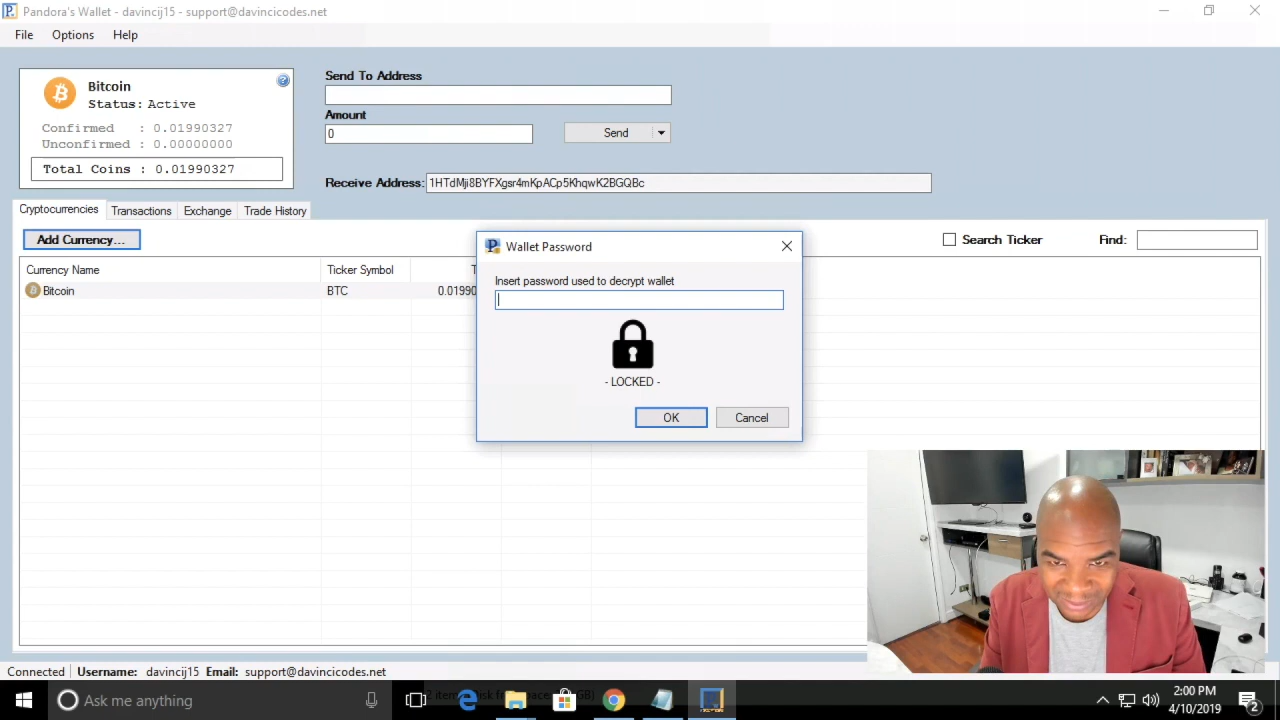 Pandora's Wallet - davincij15 - support@davincicodes.net
File Options Help
Bitcoin
Status: Active
Confirmed : 0.01990327
Unconfirmed : 0.00000000
Total Coins : 0.01990327
Send To Address
Amount
0
Send
Receive Address: 1HTdMji8BYFXgsr4mKpACp5KhqwK2BGQBc
Cryptocurrencies Transactions Exchange Trade History
Add Currency...
Search Ticker Find:
Currency Name Ticker Symbol T
Bitcoin BTC 0.01990
Wallet Password
Insert password used to decrypt wallet
- LOCKED -
OK Cancel
Connected Username: davincij15 Email: support@davincicodes.net
Ask me anything
2:00 PM
4/10/2019
2